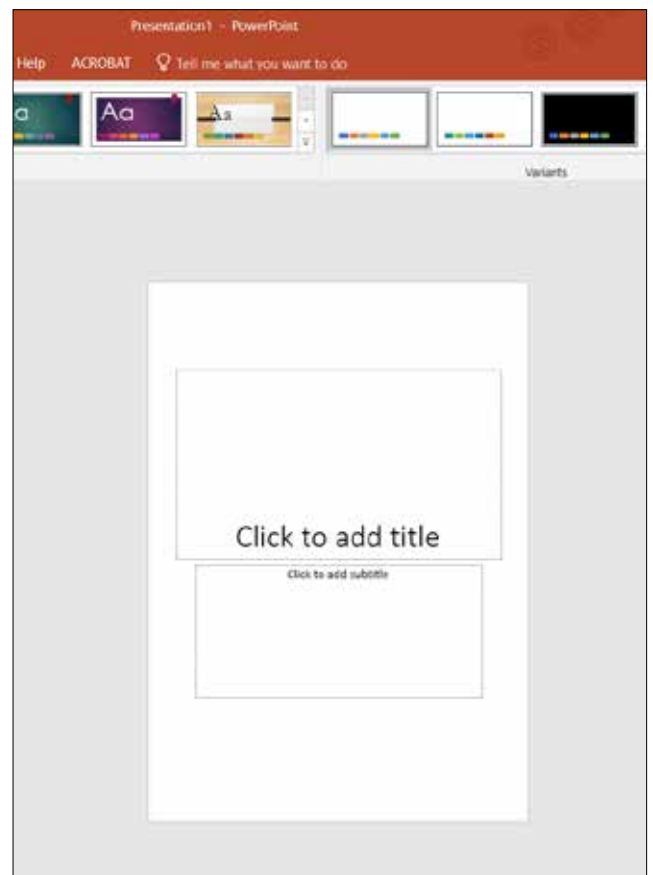 Presentation1 - PowerPoint
Help ACROBAT Tell me what you want to do
a Aa Aa
Variants
Click to add title
Click to add subtitle